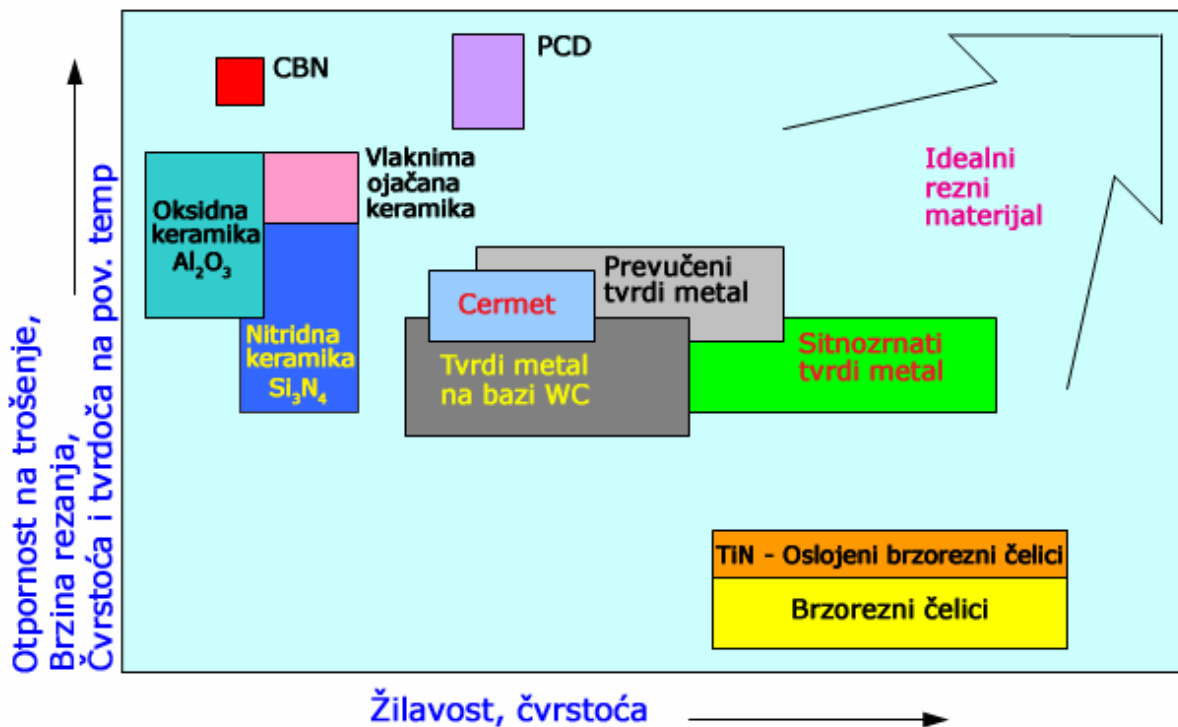 CBN
PCD
Vlaknima
ojačana
keramika
Idealni
rezni
materijal
Oksidna
keramika
Al₂O₃
Nitridna
keramika
Si₃N₄
Prevučeni
tvrdi metal
Cermet
Tvrdi metal
na bazi WC
Sitnozrnati
tvrdi metal
TiN - Oslojeni brzorezni čelici
Brzorezni čelici
Otpornost na trošenje,
Brzina rezanja,
Čvrstoća i tvrdoča na pov. temp
Žilavost, čvrstoća